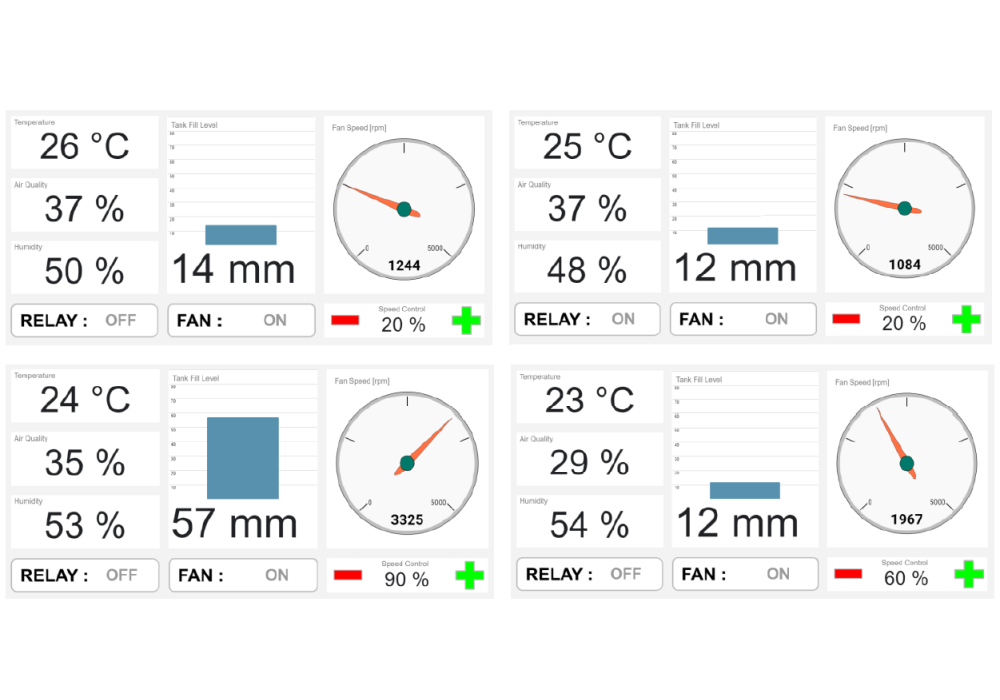 Temperature
26 °C
Air Quality
37 %
Humidity
50 %
Tank Fill Level
14 mm
Fan Speed [rpm]
0
5000
1244
RELAY : OFF
FAN : ON
Speed Control
20 %
Temperature
25 °C
Air Quality
37 %
Humidity
48 %
Tank Fill Level
12 mm
Fan Speed [rpm]
0
5000
1084
RELAY : ON
FAN : ON
Speed Control
20 %
Temperature
24 °C
Air Quality
35 %
Humidity
53 %
Tank Fill Level
57 mm
Fan Speed [rpm]
0
5000
3325
RELAY : OFF
FAN : ON
Speed Control
90 %
Temperature
23 °C
Air Quality
29 %
Humidity
54 %
Tank Fill Level
12 mm
Fan Speed [rpm]
0
5000
1967
RELAY : OFF
FAN : ON
Speed Control
60 %